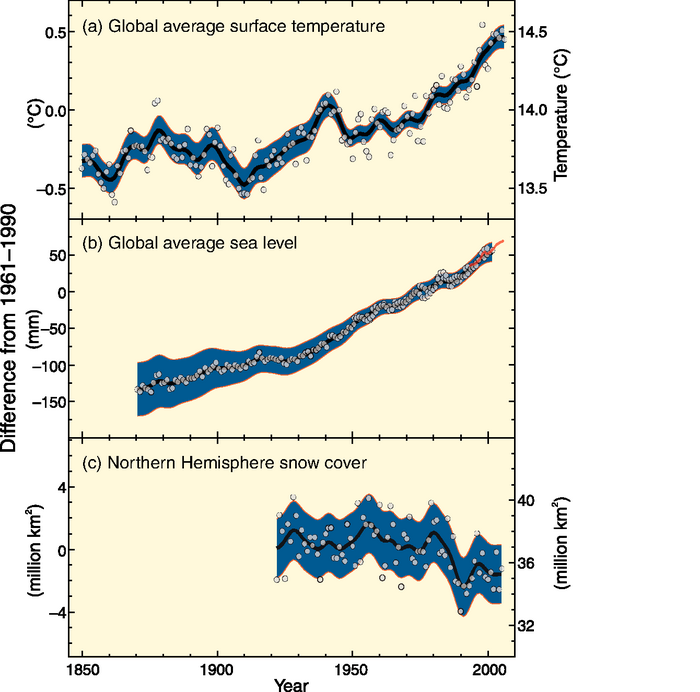 Difference from 1961–1990
(a) Global average surface temperature
0.5
0.0
−0.5
(°C)
14.5
14.0
13.5
Temperature (°C)
(b) Global average sea level
50
0
−50
−100
−150
(mm)
(c) Northern Hemisphere snow cover
4
0
−4
(million km²)
40
36
32
(million km²)
1850 1900 1950 2000
Year